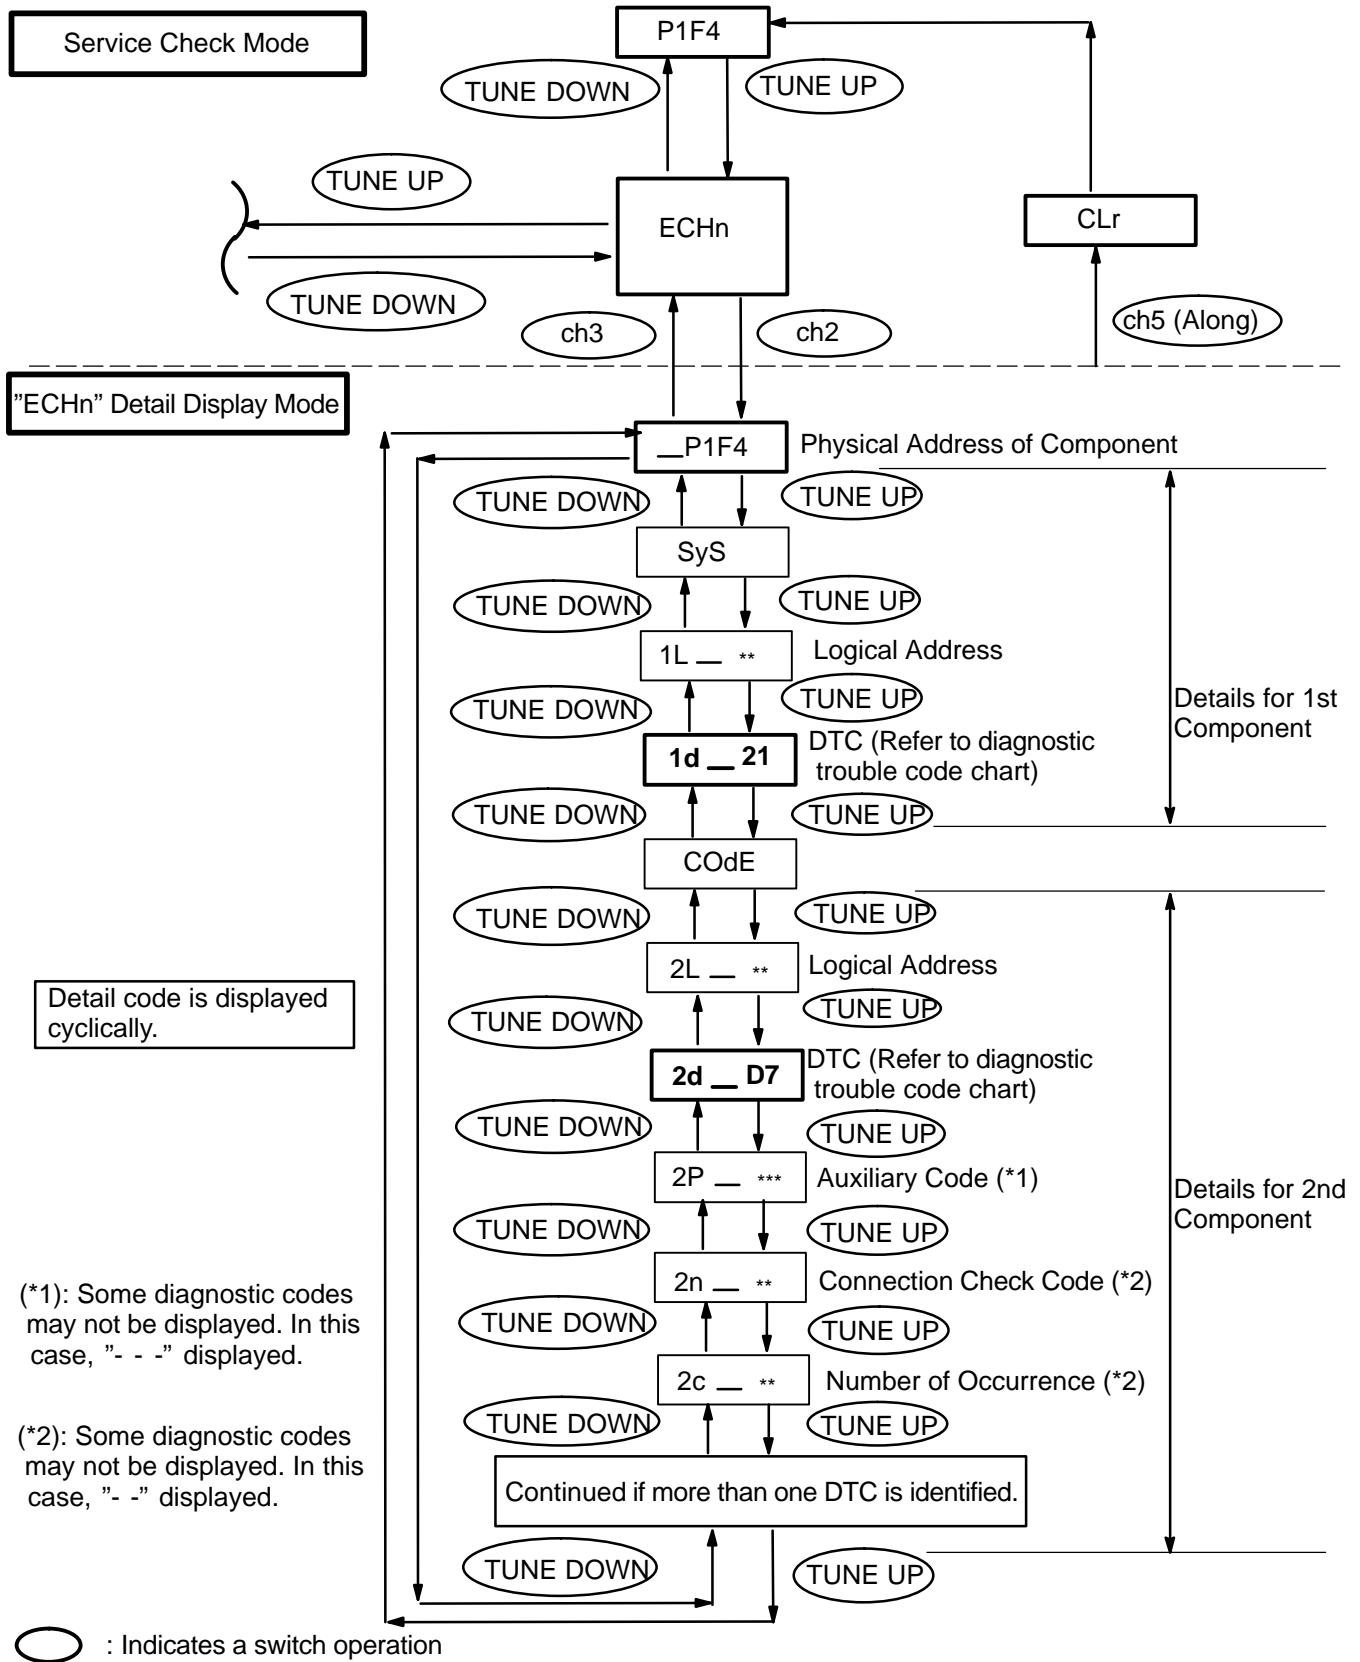 Service Check Mode
P1F4
TUNE DOWN
TUNE UP
TUNE UP
ECHn
CLr
TUNE DOWN
ch3
ch2
ch5 (Along)
"ECHn" Detail Display Mode
__P1F4
Physical Address of Component
TUNE DOWN
TUNE UP
SyS
TUNE DOWN
TUNE UP
1L __ **
Logical Address
TUNE DOWN
TUNE UP
Details for 1st
Component
1d __ 21
DTC (Refer to diagnostic
trouble code chart)
TUNE DOWN
TUNE UP
COdE
TUNE DOWN
TUNE UP
2L __ **
Logical Address
Detail code is displayed
cyclically.
TUNE DOWN
TUNE UP
2d __ D7
DTC (Refer to diagnostic
trouble code chart)
TUNE DOWN
TUNE UP
2P __ ***
Auxiliary Code (*1)
Details for 2nd
Component
TUNE DOWN
TUNE UP
2n __ **
Connection Check Code (*2)
(*1): Some diagnostic codes
may not be displayed. In this
case, "- - -" displayed.
TUNE DOWN
TUNE UP
2c __ **
Number of Occurrence (*2)
TUNE DOWN
TUNE UP
(*2): Some diagnostic codes
may not be displayed. In this
case, "- -" displayed.
Continued if more than one DTC is identified.
TUNE DOWN
TUNE UP
: Indicates a switch operation